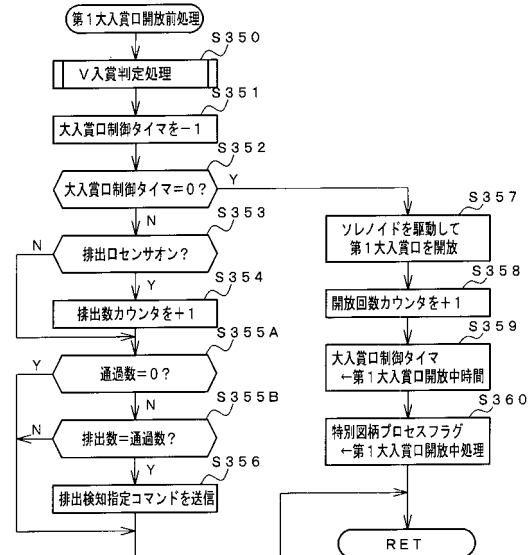 第1大入賞口開放前処理
S350
V入賞判定処理
S351
大入賞口制御タイマを−1
S352
大入賞口制御タイマ=0?
Y
N
S353
排出口センサオン?
N
Y
S354
排出数カウンタを+1
S355A
通過数=0?
Y
N
S355B
排出数=通過数?
N
Y
S356
排出検知指定コマンドを送信
S357
ソレノイドを駆動して
第1大入賞口を開放
S358
開放回数カウンタを+1
S359
大入賞口制御タイマ
←第1大入賞口開放中時間
S360
特別図柄プロセスフラグ
←第1大入賞口開放中処理
RET